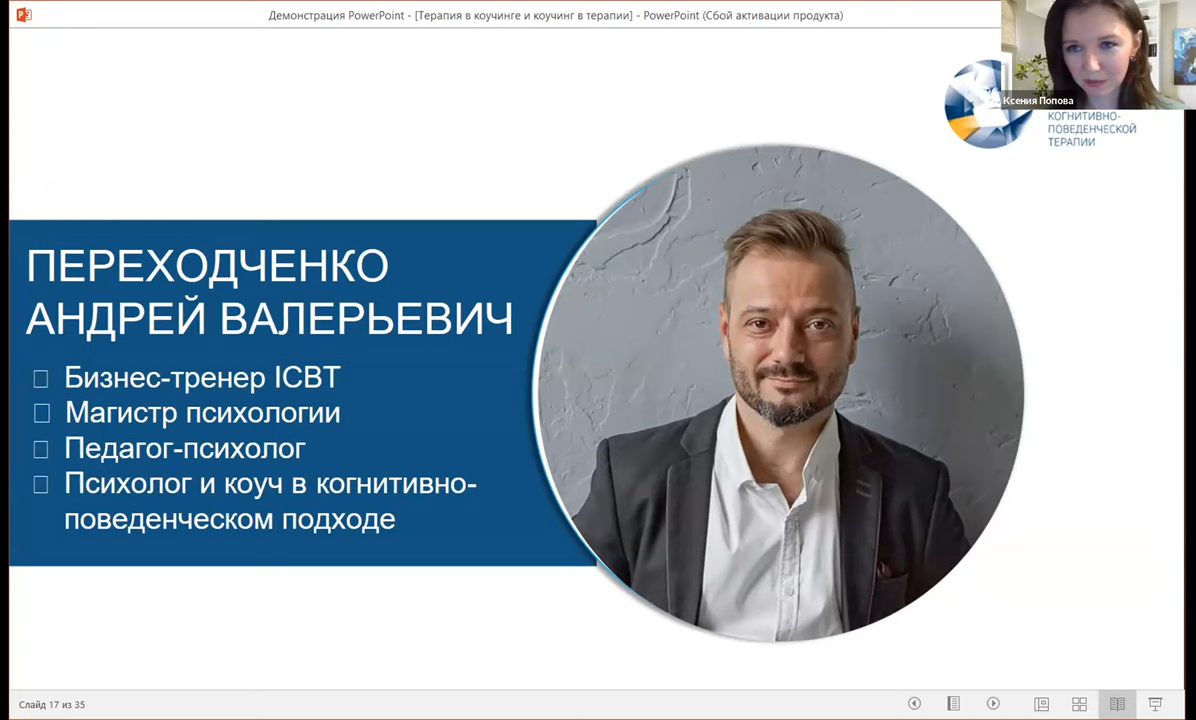 Демонстрация PowerPoint - [Терапия в коучинге и коучинг в терапии] - PowerPoint (Сбой активации продукта)
Ксения Попова
КОГНИТИВНО-
ПОВЕДЕНЧЕСКОЙ
ТЕРАПИИ
ПЕРЕХОДЧЕНКО
АНДРЕЙ ВАЛЕРЬЕВИЧ
Бизнес-тренер ICBT
Магистр психологии
Педагог-психолог
Психолог и коуч в когнитивно-
поведенческом подходе
Слайд 17 из 35